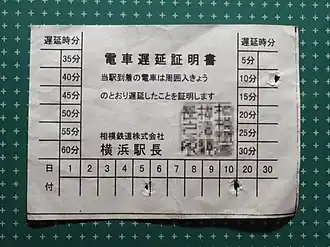 遅延時分
35分
40分
45分
50分
55分
60分
電車遅延証明書
当駅到着の電車は周囲入きょう
のとおり遅延したことを証明します
相模鉄道株式会社
横浜駅長
遅延時分
5分
10分
15分
20分
25分
30分
日付 1 2 3 4 5 6 7 8 9 10 20 30